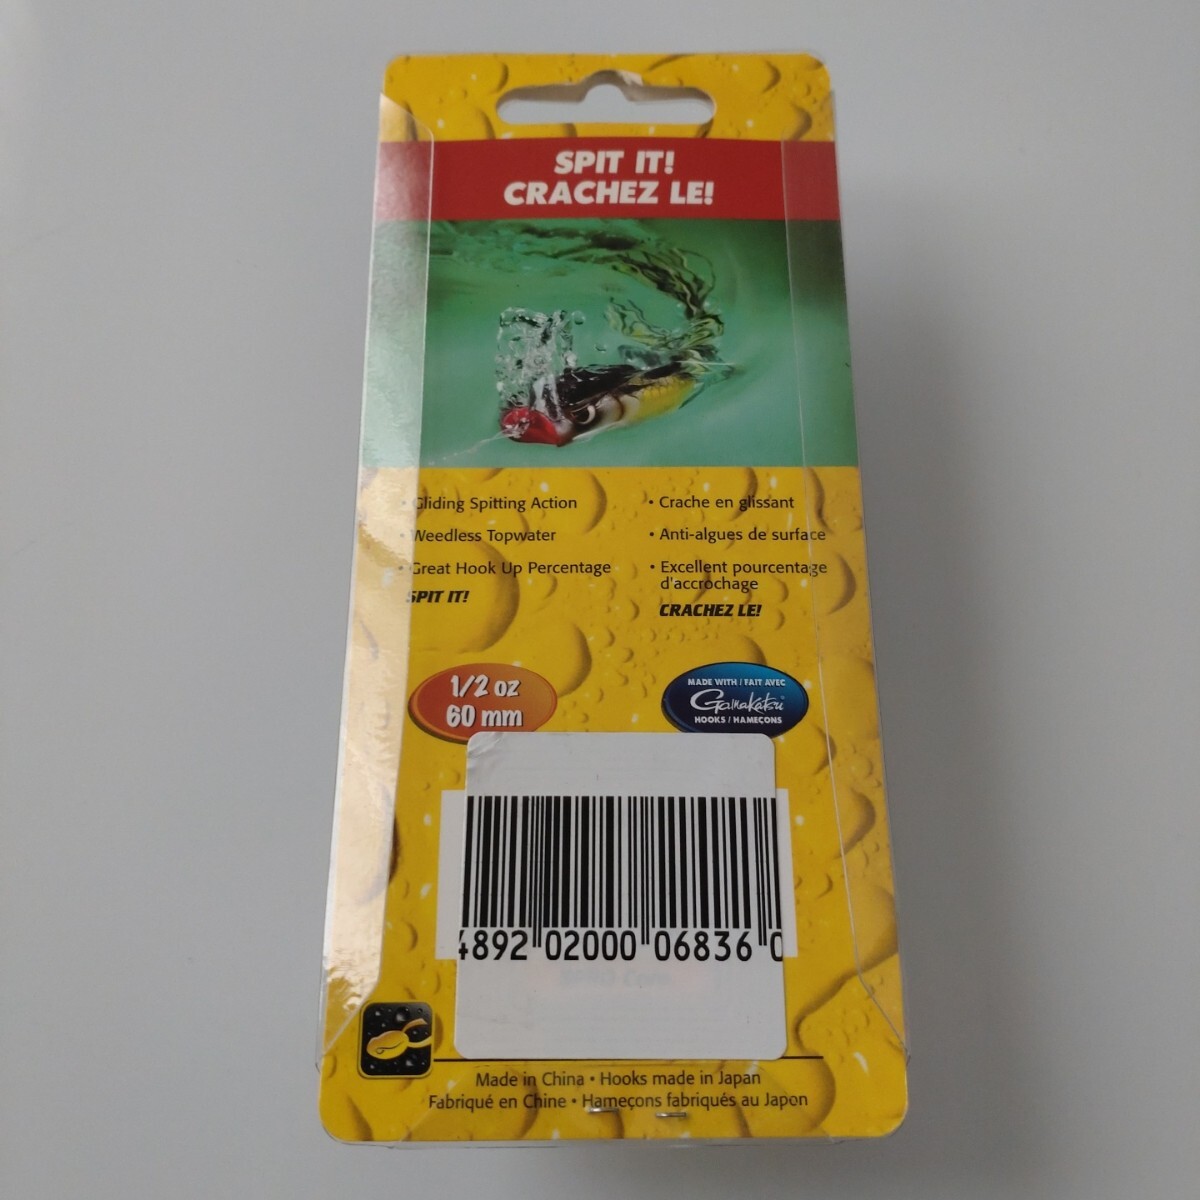 SPIT IT!
CRACHEZ LE!
• Gliding Spitting Action
• Weedless Topwater
• Great Hook Up Percentage
SPIT IT!
• Crache en glissant
• Anti-algues de surface
• Excellent pourcentage
d'accrochage
CRACHEZ LE!
1/2 oz
60 mm
MADE WITH / FAIT AVEC
Gamakatsu®
HOOKS / HAMEÇONS
4892 02000 06836 0
Made in China • Hooks made in Japan
Fabriqué en Chine • Hameçons fabriqués au Japon